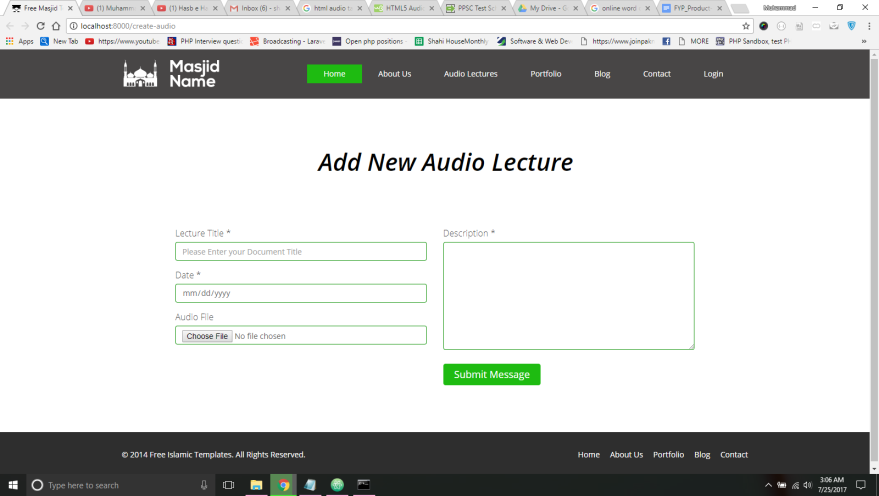 Free Masjid T
(1) Muhamm
(1) Hasb e Ha
Inbox (6) - sh
html audio t
HTML5 Audi
PPSC Test Sc
My Drive - G
online word
FYP_Product
Muhammad
localhost:8000/create-audio
Apps
New Tab
https://www.youtube
PHP Interview questi
Broadcasting - Larave
Open php positions
Shahi HouseMonthly
Software & Web Dev
https://www.joinpakn
MORE
PHP Sandbox, test PH
»
Masjid
Name
Home
About Us
Audio Lectures
Portfolio
Blog
Contact
Login
Add New Audio Lecture
Lecture Title *
Please Enter your Document Title
Date *
mm/dd/yyyy
Audio File
Choose File No file chosen
Description *
Submit Message
© 2014 Free Islamic Templates. All Rights Reserved.
Home About Us Portfolio Blog Contact
Type here to search
3:06 AM
7/25/2017